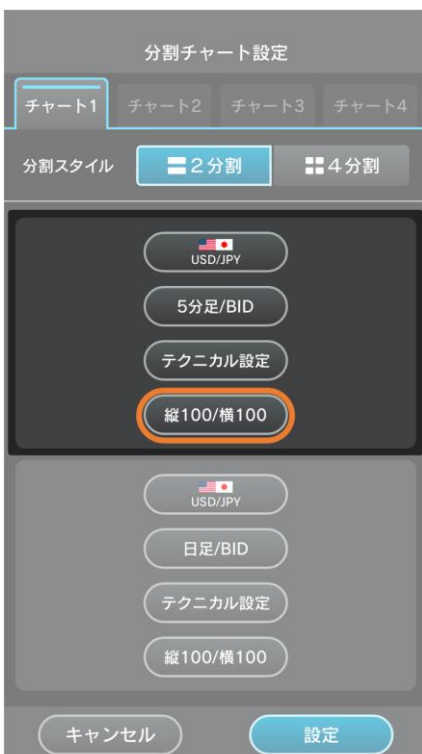 分割チャート設定
チャート1 チャート2 チャート3 チャート4
分割スタイル 2分割 4分割
USD/JPY
5分足/BID
テクニカル設定
縦100/横100
USD/JPY
日足/BID
テクニカル設定
縦100/横100
キャンセル 設定